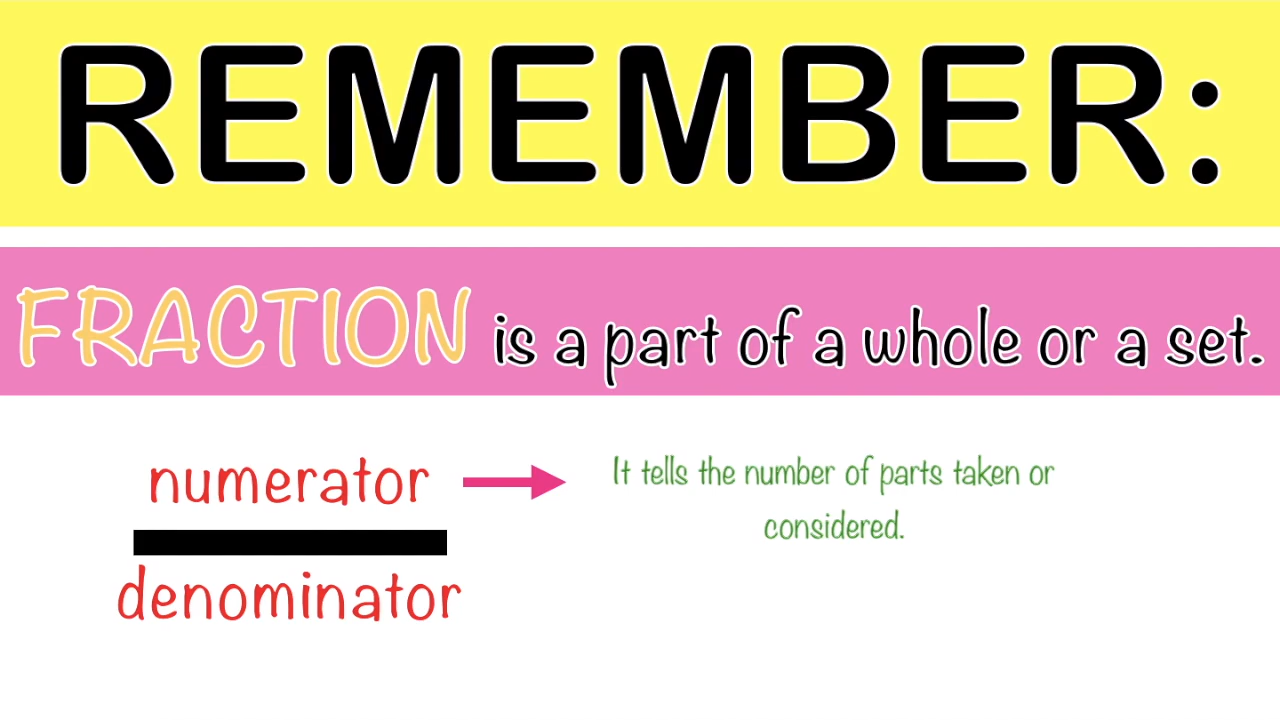 REMEMBER:
FRACTION is a part of a whole or a set.
numerator
It tells the number of parts taken or
considered.
denominator